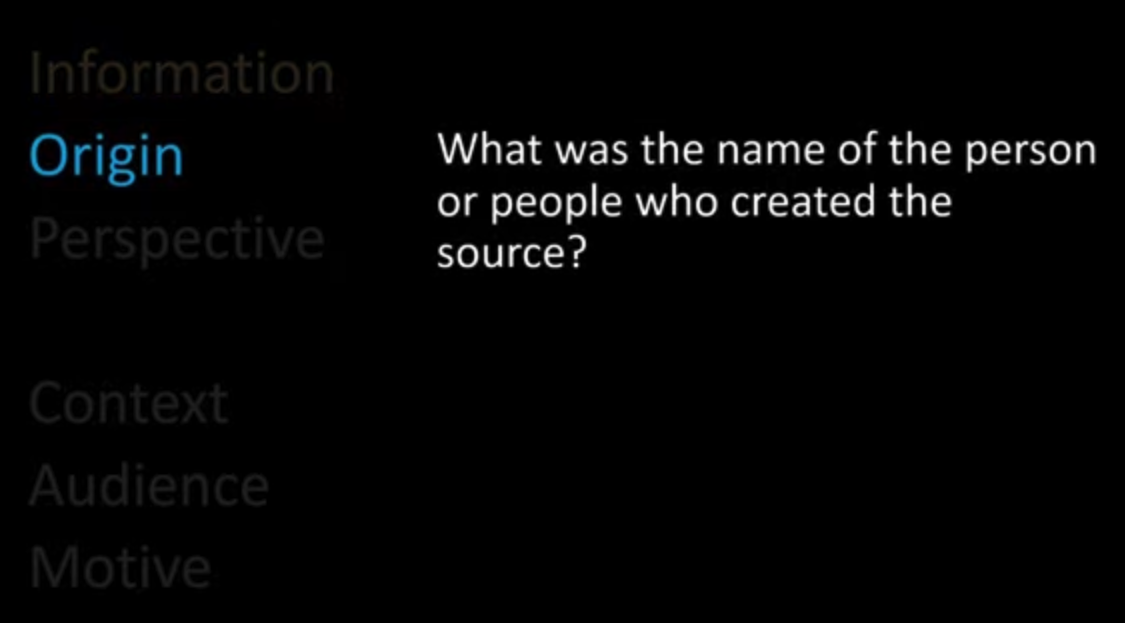 Information
Origin
What was the name of the person
or people who created the
source?
Perspective
Context
Audience
Motive